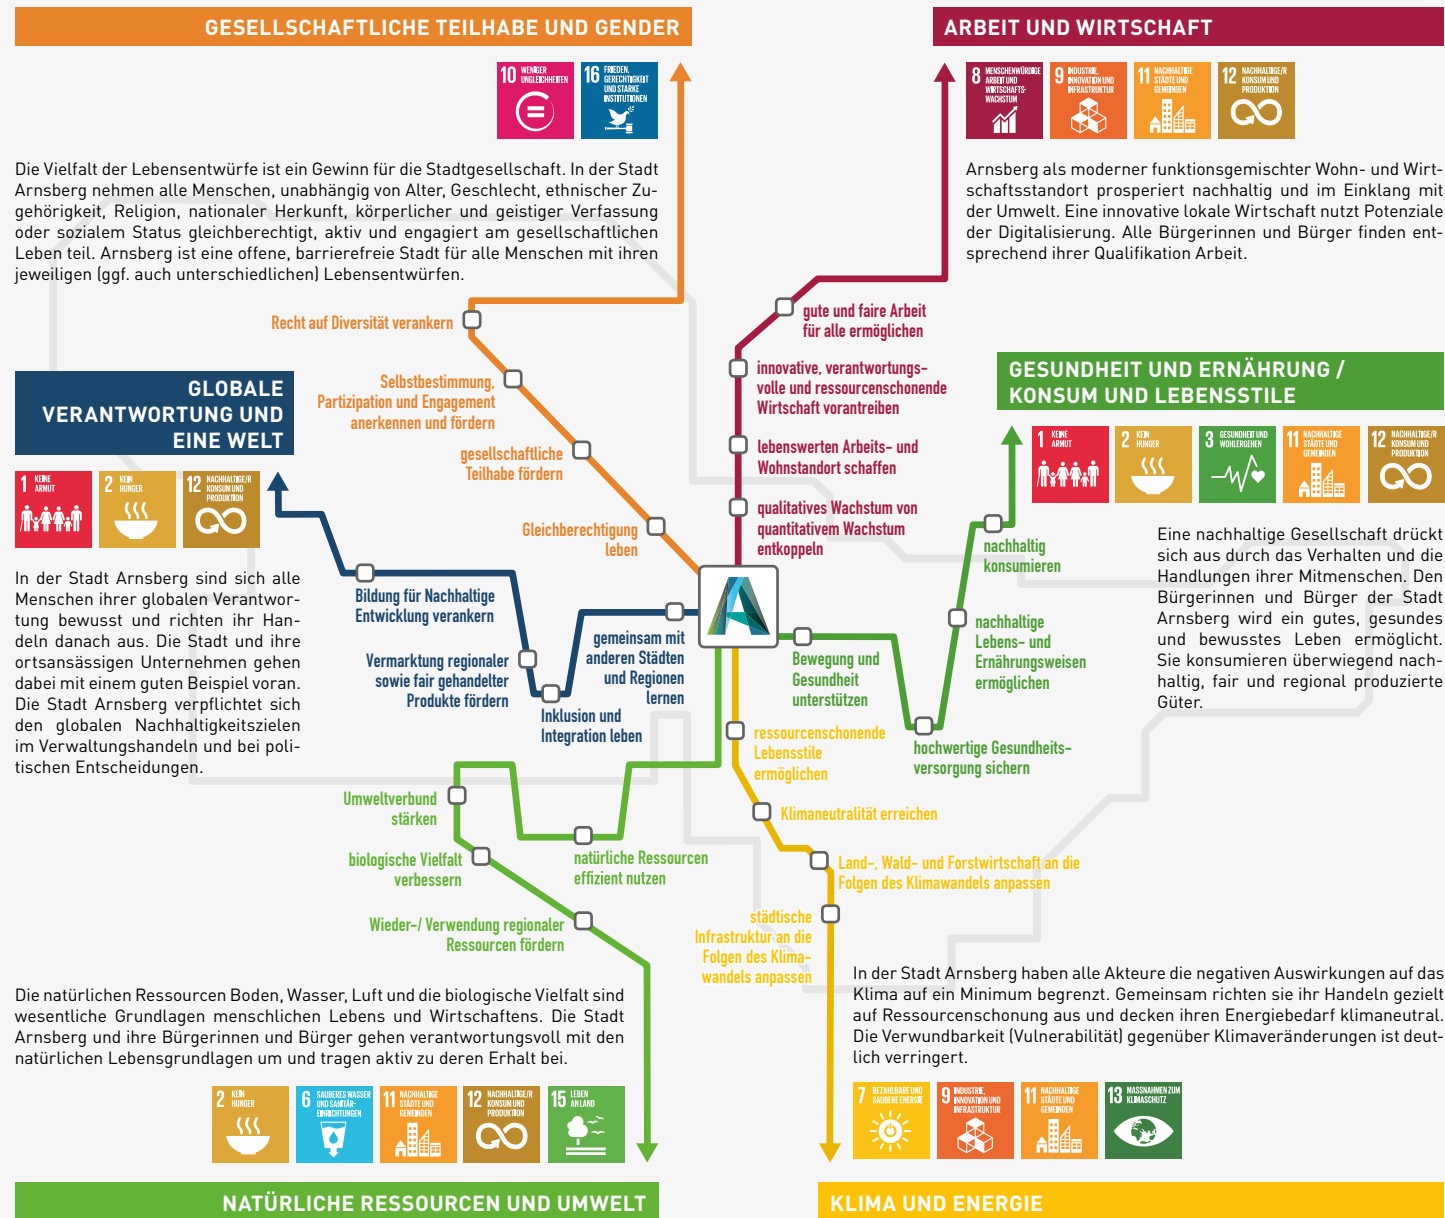 GESELLSCHAFTLICHE TEILHABE UND GENDER
10 WENIGER
UNGLEICHHEITEN
16 FRIEDEN,
GERECHTIGKEIT
UND STARKE
INSTITUTIONEN
Die Vielfalt der Lebensentwürfe ist ein Gewinn für die Stadtgesellschaft. In der Stadt
Arnsberg nehmen alle Menschen, unabhängig von Alter, Geschlecht, ethnischer Zu-
gehörigkeit, Religion, nationaler Herkunft, körperlicher und geistiger Verfassung
oder sozialem Status gleichberechtigt, aktiv und engagiert am gesellschaftlichen
Leben teil. Arnsberg ist eine offene, barrierefreie Stadt für alle Menschen mit ihren
jeweiligen (ggf. auch unterschiedlichen) Lebensentwürfen.
Recht auf Diversität verankern
Selbstbestimmung,
Partizipation und Engagement
anerkennen und fördern
gesellschaftliche
Teilhabe fördern
Gleichberechtigung
leben
ARBEIT UND WIRTSCHAFT
8 MENSCHENWÜRDIGE
ARBEIT UND
WIRTSCHAFTS-
WACHSTUM
9 INDUSTRIE,
INNOVATION UND
INFRASTRUKTUR
11 NACHHALTIGE
STÄDTE UND
GEMEINDEN
12 NACHHALTIGE/R
KONSUM UND
PRODUKTION
Arnsberg als moderner funktionsgemischter Wohn- und Wirt-
schaftsstandort prosperiert nachhaltig und im Einklang mit
der Umwelt. Eine innovative lokale Wirtschaft nutzt Potenziale
der Digitalisierung. Alle Bürgerinnen und Bürger finden ent-
sprechend ihrer Qualifikation Arbeit.
gute und faire Arbeit
für alle ermöglichen
innovative, verantwortungs-
volle und ressourcenschonende
Wirtschaft vorantreiben
lebenswerten Arbeits- und
Wohnstandort schaffen
qualitatives Wachstum von
quantitativem Wachstum
entkoppeln
GLOBALE
VERANTWORTUNG UND
EINE WELT
1 KEINE
ARMUT
2 KEIN
HUNGER
12 NACHHALTIGE/R
KONSUM UND
PRODUKTION
In der Stadt Arnsberg sind sich alle
Menschen ihrer globalen Verantwor-
tung bewusst und richten ihr Han-
deln danach aus. Die Stadt und ihre
ortsansässigen Unternehmen gehen
dabei mit einem guten Beispiel voran.
Die Stadt Arnsberg verpflichtet sich
den globalen Nachhaltigkeitszielen
im Verwaltungshandeln und bei poli-
tischen Entscheidungen.
Bildung für Nachhaltige
Entwicklung verankern
Vermarktung regionaler
sowie fair gehandelter
Produkte fördern
Inklusion und
Integration leben
gemeinsam mit
anderen Städten
und Regionen
lernen
GESUNDHEIT UND ERNÄHRUNG /
KONSUM UND LEBENSSTILE
1 KEINE
ARMUT
2 KEIN
HUNGER
3 GESUNDHEIT UND
WOHLERGEHEN
11 NACHHALTIGE
STÄDTE UND
GEMEINDEN
12 NACHHALTIGE/R
KONSUM UND
PRODUKTION
Eine nachhaltige Gesellschaft drückt
sich aus durch das Verhalten und die
Handlungen ihrer Mitmenschen. Den
Bürgerinnen und Bürger der Stadt
Arnsberg wird ein gutes, gesundes
und bewusstes Leben ermöglicht.
Sie konsumieren überwiegend nach-
haltig, fair und regional produzierte
Güter.
nachhaltig
konsumieren
nachhaltige
Lebens- und
Ernährungsweisen
ermöglichen
Bewegung und
Gesundheit
unterstützen
hochwertige Gesundheits-
versorgung sichern
Umweltverbund
stärken
biologische Vielfalt
verbessern
natürliche Ressourcen
effizient nutzen
Wieder-/ Verwendung regionaler
Ressourcen fördern
Die natürlichen Ressourcen Boden, Wasser, Luft und die biologische Vielfalt sind
wesentliche Grundlagen menschlichen Lebens und Wirtschaftens. Die Stadt
Arnsberg und ihre Bürgerinnen und Bürger gehen verantwortungsvoll mit den
natürlichen Lebensgrundlagen um und tragen aktiv zu deren Erhalt bei.
2 KEIN
HUNGER
6 SAUBERES WASSER
UND SANITÄR-
EINRICHTUNGEN
11 NACHHALTIGE
STÄDTE UND
GEMEINDEN
12 NACHHALTIGE/R
KONSUM UND
PRODUKTION
15 LEBEN
AN LAND
NATÜRLICHE RESSOURCEN UND UMWELT
ressourcenschonende
Lebensstile
ermöglichen
Klimaneutralität erreichen
Land-, Wald- und Forstwirtschaft an die
Folgen des Klimawandels anpassen
städtische
Infrastruktur an die
Folgen des Klima-
wandels anpassen
In der Stadt Arnsberg haben alle Akteure die negativen Auswirkungen auf das
Klima auf ein Minimum begrenzt. Gemeinsam richten sie ihr Handeln gezielt
auf Ressourcenschonung aus und decken ihren Energiebedarf klimaneutral.
Die Verwundbarkeit (Vulnerabilität) gegenüber Klimaveränderungen ist deut-
lich verringert.
7 BEZAHLBARE UND
SAUBERE ENERGIE
9 INDUSTRIE,
INNOVATION UND
INFRASTRUKTUR
11 NACHHALTIGE
STÄDTE UND
GEMEINDEN
13 MASSNAHMEN ZUM
KLIMASCHUTZ
KLIMA UND ENERGIE